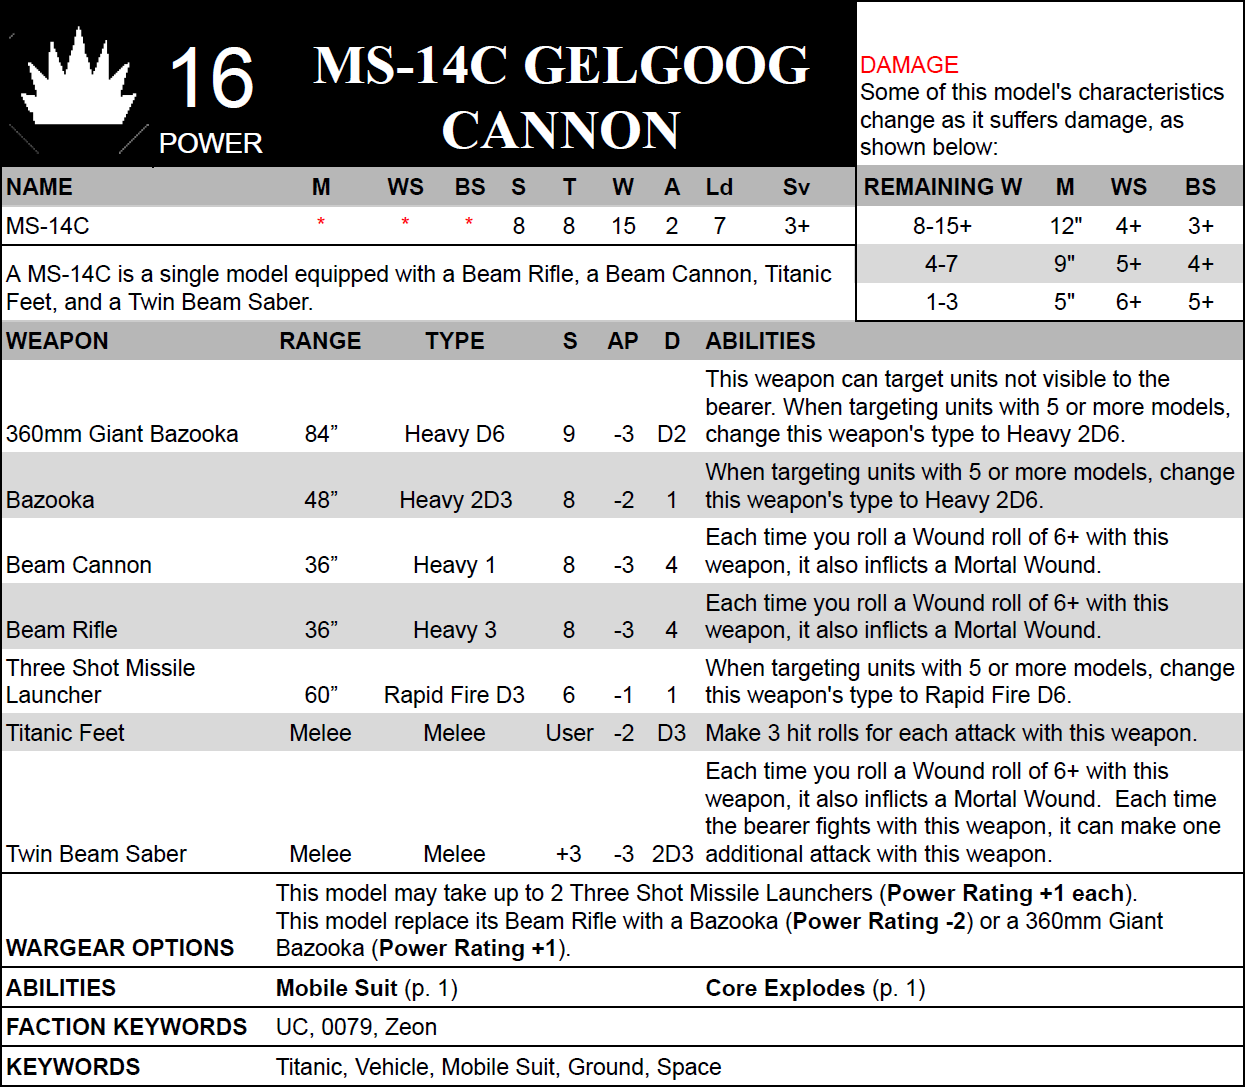 16
POWER
MS-14C GELGOOG
CANNON
DAMAGE
Some of this model's characteristics
change as it suffers damage, as
shown below:
NAME M WS BS S T W A Ld Sv
MS-14C * * * 8 8 15 2 7 3+
A MS-14C is a single model equipped with a Beam Rifle, a Beam Cannon, Titanic
Feet, and a Twin Beam Saber.
REMAINING W M WS BS
8-15+ 12" 4+ 3+
4-7 9" 5+ 4+
1-3 5" 6+ 5+
WEAPON RANGE TYPE S AP D ABILITIES
This weapon can target units not visible to the
bearer. When targeting units with 5 or more models,
360mm Giant Bazooka 84” Heavy D6 9 -3 D2 change this weapon's type to Heavy 2D6.
When targeting units with 5 or more models, change
Bazooka 48” Heavy 2D3 8 -2 1 this weapon's type to Heavy 2D6.
Each time you roll a Wound roll of 6+ with this
Beam Cannon 36” Heavy 1 8 -3 4 weapon, it also inflicts a Mortal Wound.
Each time you roll a Wound roll of 6+ with this
Beam Rifle 36” Heavy 3 8 -3 4 weapon, it also inflicts a Mortal Wound.
Three Shot Missile When targeting units with 5 or more models, change
Launcher 60” Rapid Fire D3 6 -1 1 this weapon's type to Rapid Fire D6.
Titanic Feet Melee Melee User -2 D3 Make 3 hit rolls for each attack with this weapon.
Each time you roll a Wound roll of 6+ with this
weapon, it also inflicts a Mortal Wound.  Each time
the bearer fights with this weapon, it can make one
Twin Beam Saber Melee Melee +3 -3 2D3 additional attack with this weapon.
This model may take up to 2 Three Shot Missile Launchers (Power Rating +1 each).
This model replace its Beam Rifle with a Bazooka (Power Rating -2) or a 360mm Giant
WARGEAR OPTIONS Bazooka (Power Rating +1).
ABILITIES Mobile Suit (p. 1) Core Explodes (p. 1)
FACTION KEYWORDS UC, 0079, Zeon
KEYWORDS Titanic, Vehicle, Mobile Suit, Ground, Space